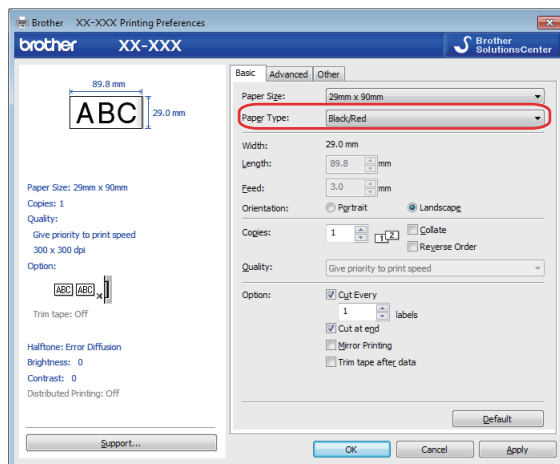 Brother XX-XXX Printing Preferences
brother XX-XXX
Brother
SolutionsCenter
89.8 mm
ABC
29.0 mm
Paper Size: 29mm x 90mm
Copies: 1
Quality:
Give priority to print speed
300 x 300 dpi
Option:
ABC ABC
Trim tape: Off
Halftone: Error Diffusion
Brightness: 0
Contrast: 0
Distributed Printing: Off
Support...
Basic Advanced Other
Paper Size: 29mm x 90mm
Paper Type: Black/Red
Width: 29.0 mm
Length: 89.8 mm
Feed: 3.0 mm
Orientation: Portrait Landscape
Copies: 1 1 2 Collate
Reverse Order
Quality: Give priority to print speed
Option: Cut Every
1 labels
Cut at end
Mirror Printing
Trim tape after data
Default
OK Cancel Apply